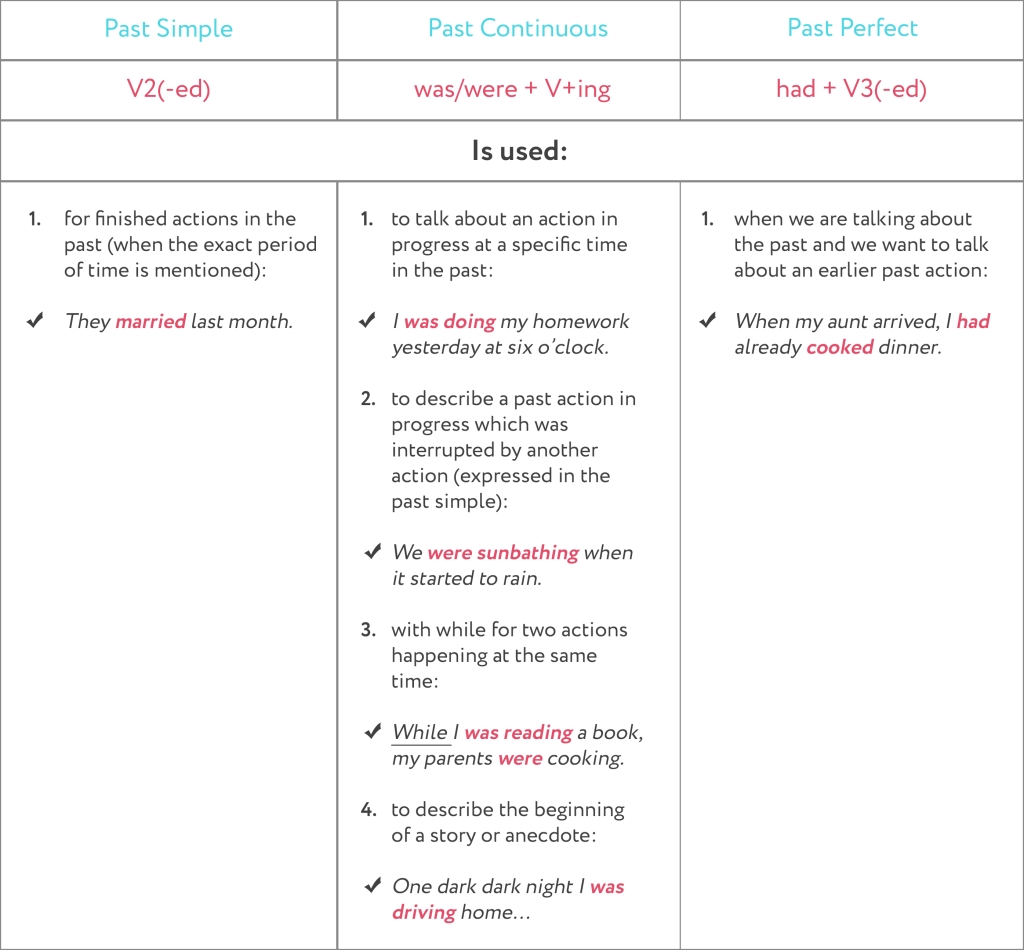 Past Simple
Past Continuous
Past Perfect
V2(-ed)
was/were + V+ing
had + V3(-ed)
Is used:
1. for finished actions in the
past (when the exact period
of time is mentioned):
They married last month.
1. to talk about an action in
progress at a specific time
in the past:
I was doing my homework
yesterday at six o’clock.
2. to describe a past action in
progress which was
interrupted by another
action (expressed in the
past simple):
We were sunbathing when
it started to rain.
3. with while for two actions
happening at the same
time:
While I was reading a book,
my parents were cooking.
4. to describe the beginning
of a story or anecdote:
One dark dark night I was
driving home...
1. when we are talking about
the past and we want to talk
about an earlier past action:
When my aunt arrived, I had
already cooked dinner.